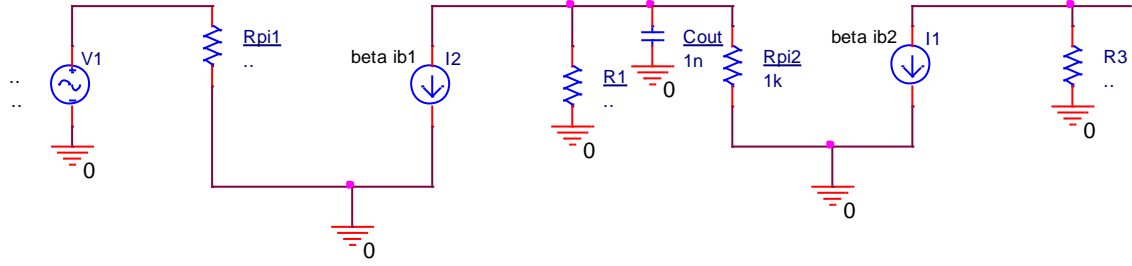 V1
..
..
0
Rpi1
..
beta ib1
I2
0
R1
..
0
Cout
1n
0
Rpi2
1k
0
beta ib2
I1
R3
..
0